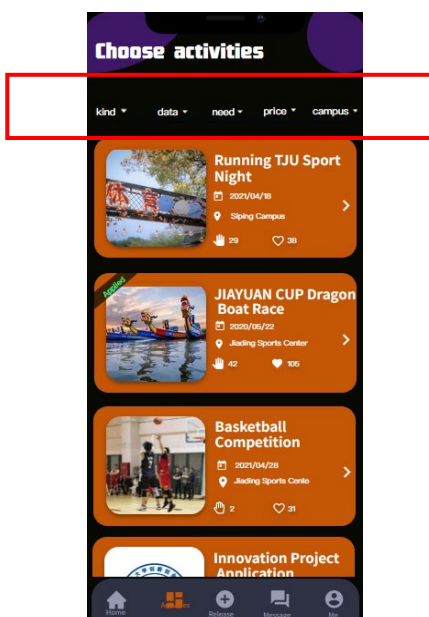 Choose activities
kind data need price campus
Running TJU Sport
Night
2021/04/18
Siping Campus
29 38
Applied
JIAYUAN CUP Dragon
Boat Race
2020/05/22
Jiading Sports Center
42 105
体育
Basketball
Competition
2021/04/28
Jiading Sports Cente
2 31
Innovation Project
Application
Home Release Message Me